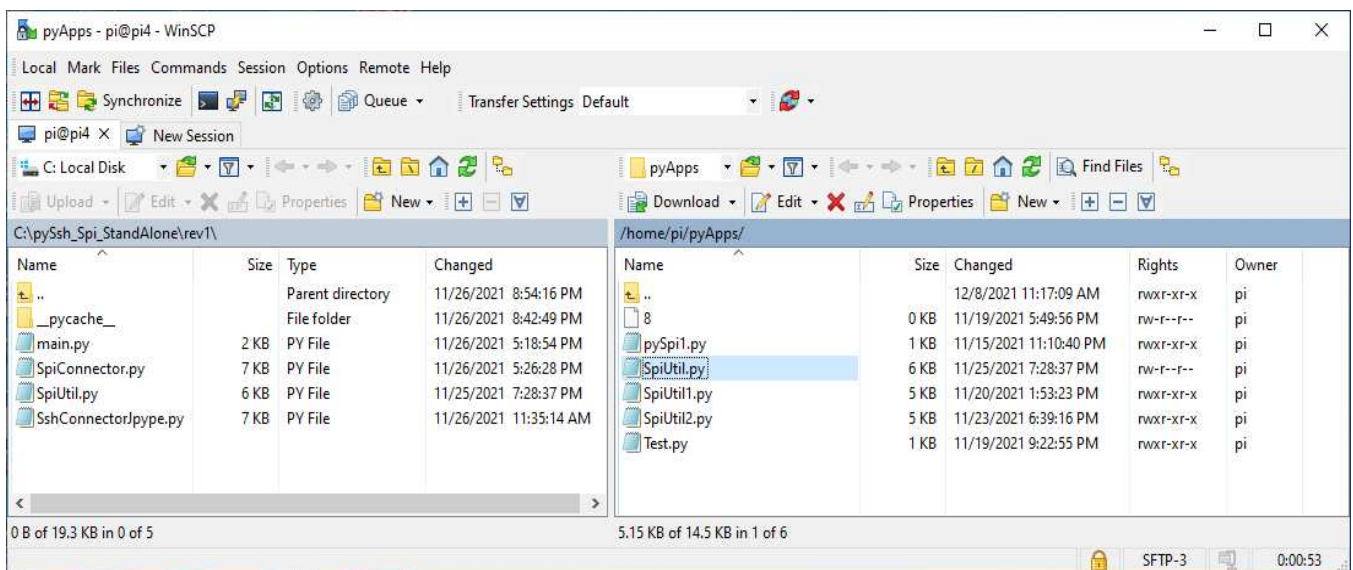 pyApps - pi@pi4 - WinSCP
Local Mark Files Commands Session Options Remote Help
Synchronize Queue Transfer Settings Default
pi@pi4 New Session
C: Local Disk
pyApps Find Files
Upload Edit Properties New
Download Edit Properties New
C:\pySsh_Spi_StandAlone\rev1\
Name Size Type Changed
.. Parent directory 11/26/2021 8:54:16 PM
__pycache__ File folder 11/26/2021 8:42:49 PM
main.py 2 KB PY File 11/26/2021 5:18:54 PM
SpiConnector.py 7 KB PY File 11/26/2021 5:26:28 PM
SpiUtil.py 6 KB PY File 11/25/2021 7:28:37 PM
SshConnectorJpype.py 7 KB PY File 11/26/2021 11:35:14 AM
0 B of 19.3 KB in 0 of 5
/home/pi/pyApps/
Name Size Changed Rights Owner
.. 12/8/2021 11:17:09 AM rwxr-xr-x pi
8 0 KB 11/19/2021 5:49:56 PM rw-r--r-- pi
pySpi1.py 1 KB 11/15/2021 11:10:40 PM rwxr-xr-x pi
SpiUtil.py 6 KB 11/25/2021 7:28:37 PM rw-r--r-- pi
SpiUtil1.py 5 KB 11/20/2021 1:53:23 PM rwxr-xr-x pi
SpiUtil2.py 5 KB 11/23/2021 6:39:16 PM rwxr-xr-x pi
Test.py 1 KB 11/19/2021 9:22:55 PM rwxr-xr-x pi
5.15 KB of 14.5 KB in 1 of 6
SFTP-3 0:00:53